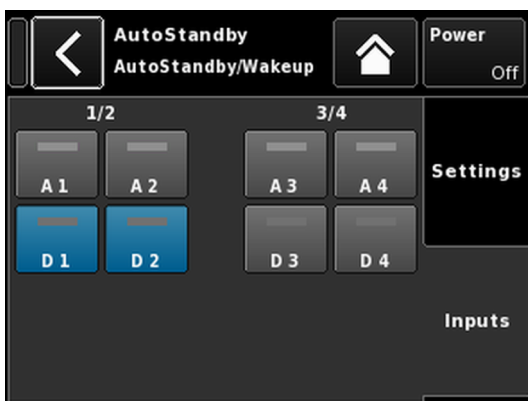 AutoStandby
AutoStandby/Wakeup
Power
Off
1/2 3/4
A 1 A 2 A 3 A 4
D 1 D 2 D 3 D 4
Settings
Inputs